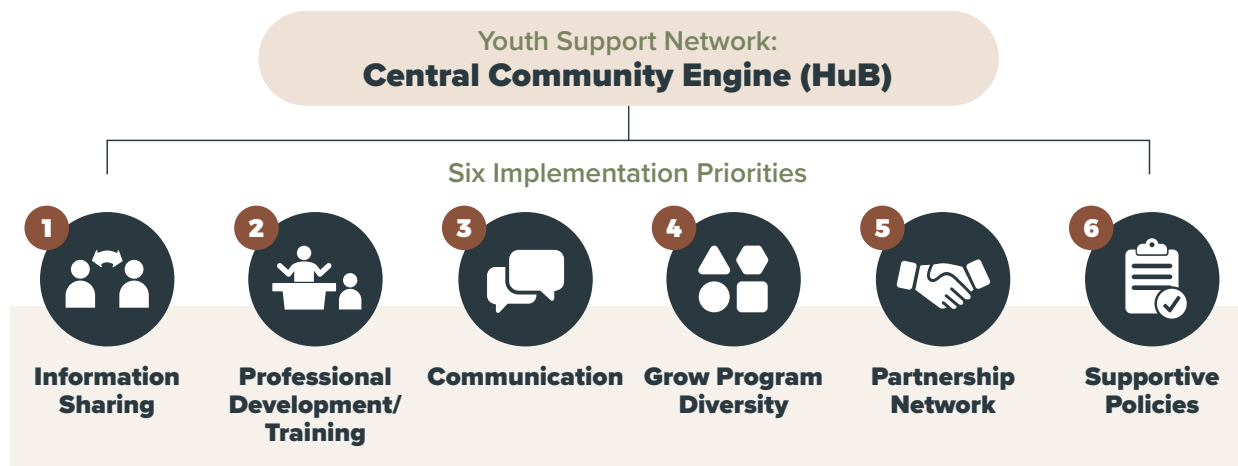 Youth Support Network:
Central Community Engine (HuB)
Six Implementation Priorities
1
2
3
4
5
6
Information
Sharing
Professional
Development/
Training
Communication
Grow Program
Diversity
Partnership
Network
Supportive
Policies